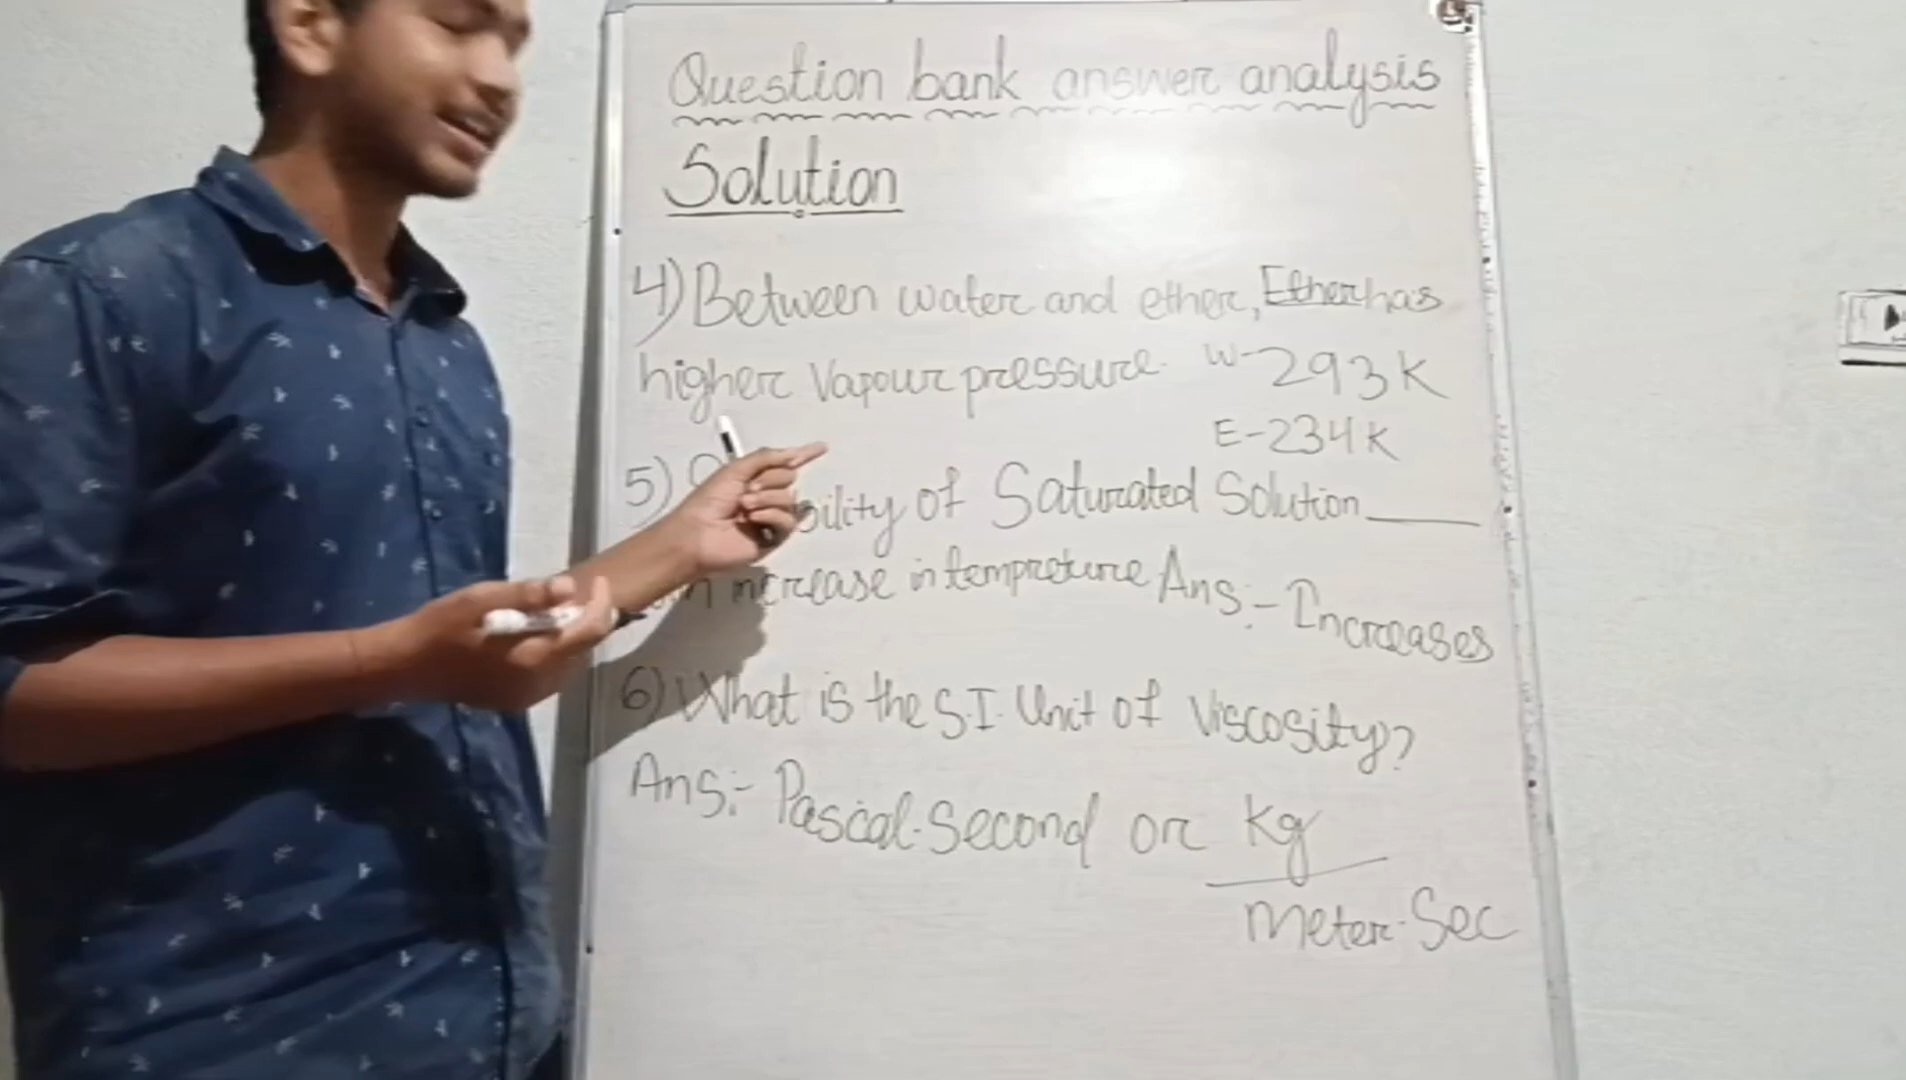 Question bank answer analysis
Solution
4) Between water and ether, Ether has
higher Vapour pressure. W-293K
E-234K
5) of Saturated Solution ____
increase in tempreture Ans:- Increases
6) What is the S.I. Unit of Viscosity?
Ans:- Pascal-Second or Kg
Meter-Sec